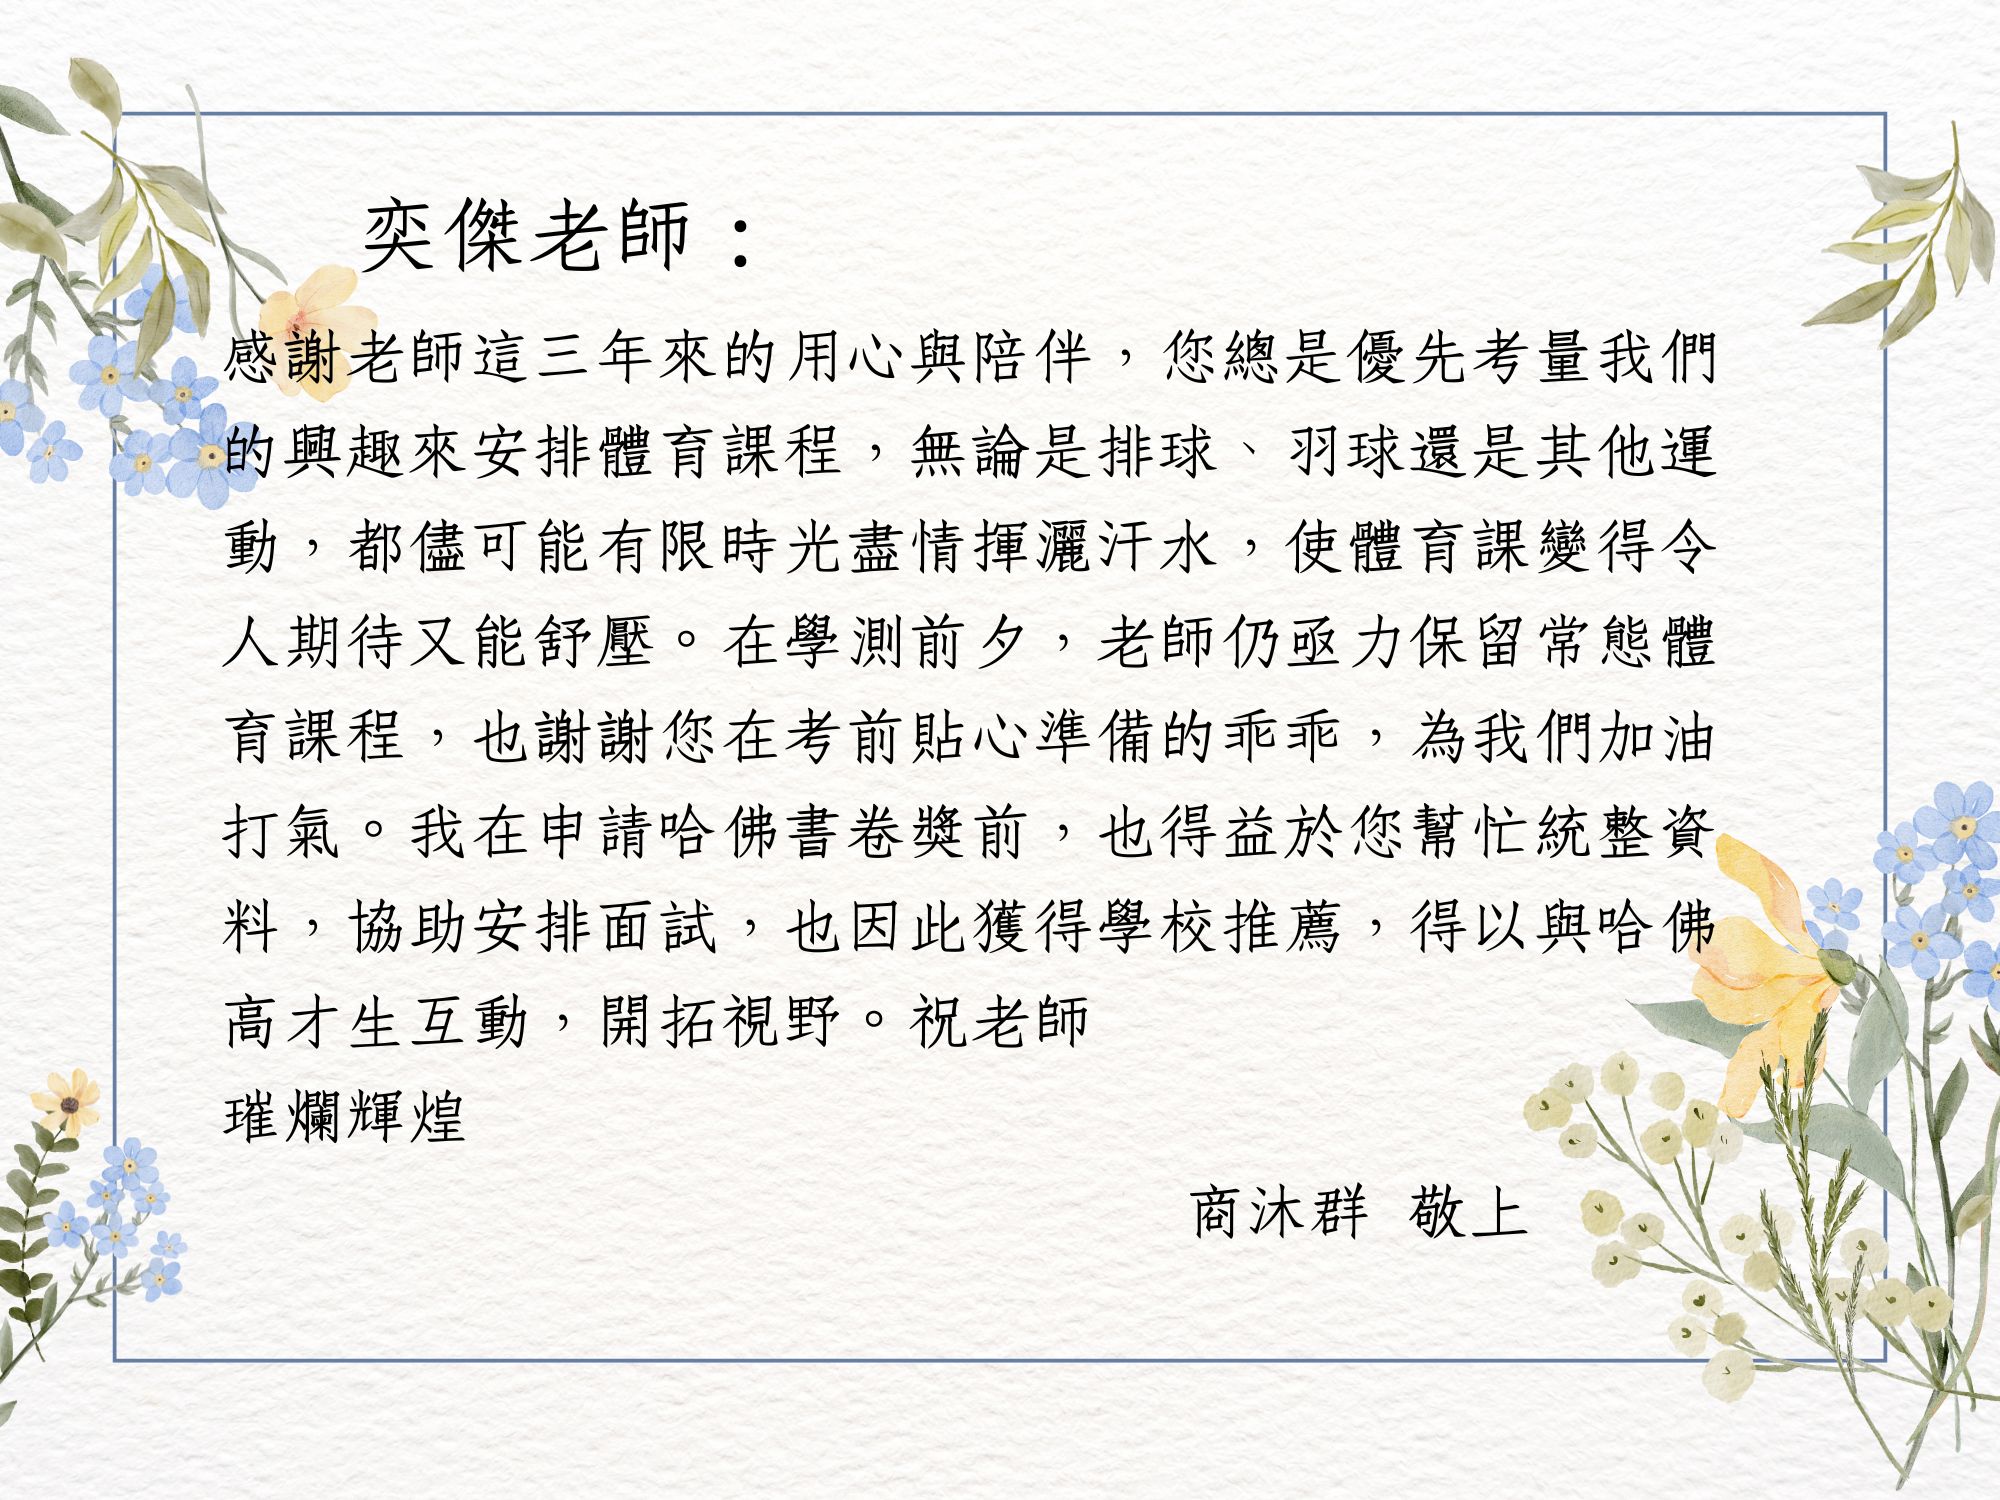 奕傑老師：
感謝老師這三年來的用心與陪伴，您總是優先考量我們
的興趣來安排體育課程，無論是排球、羽球還是其他運
動，都儘可能有限時光盡情揮灑汗水，使體育課變得令
人期待又能舒壓。在學測前夕，老師仍亟力保留常態體
育課程，也謝謝您在考前貼心準備的乖乖，為我們加油
打氣。我在申請哈佛書卷獎前，也得益於您幫忙統整資
料，協助安排面試，也因此獲得學校推薦，得以與哈佛
高才生互動，開拓視野。祝老師
璀爛輝煌
商沐群 敬上